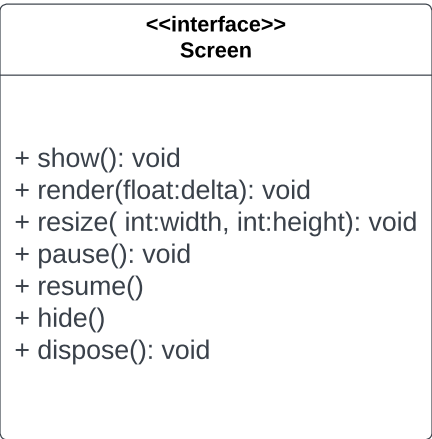 <<interface>>
Screen
+ show(): void
+ render(float:delta): void
+ resize( int:width, int:height): void
+ pause(): void
+ resume()
+ hide()
+ dispose(): void